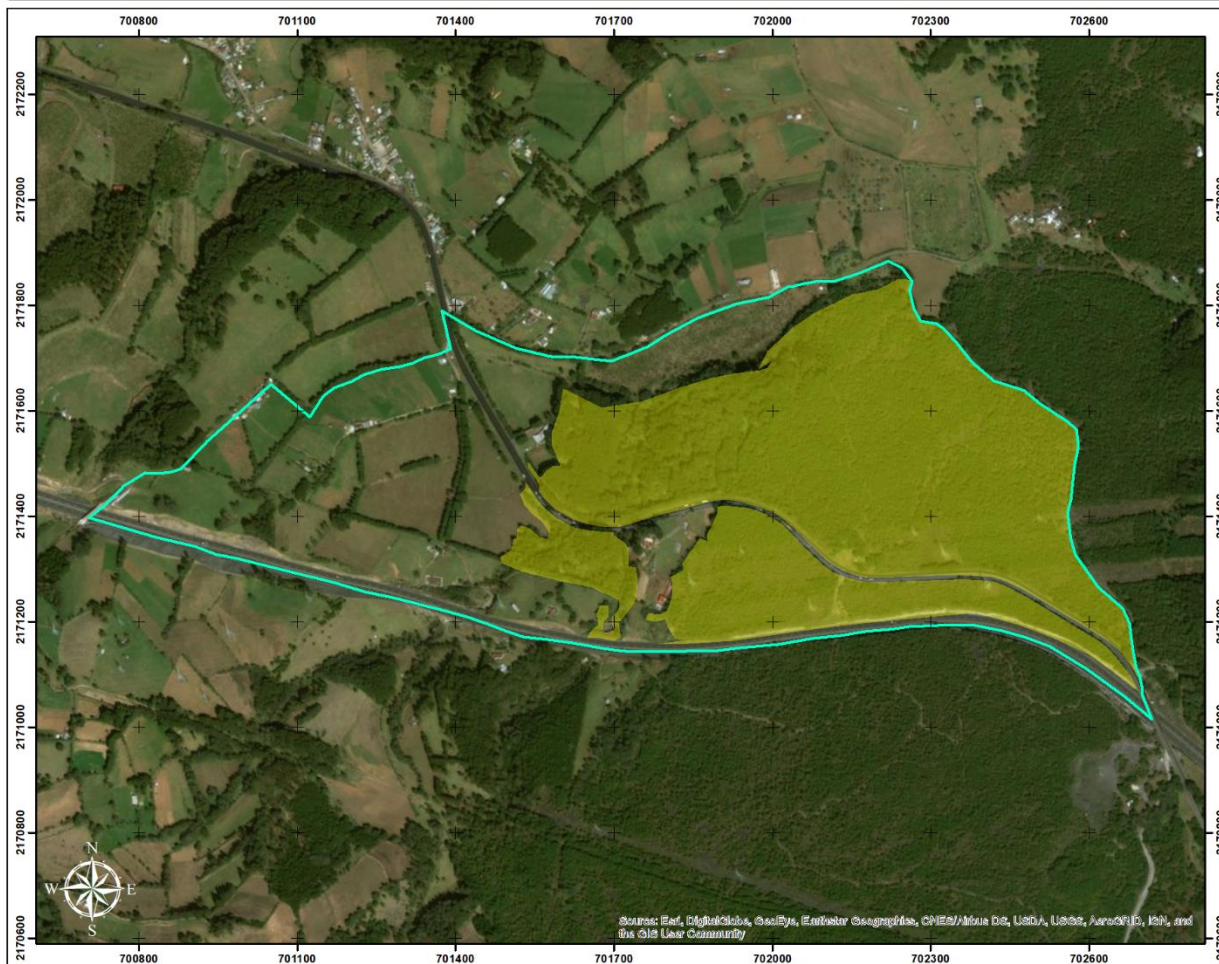 700800 701100 701400 701700 702000 702300 702600
2172200
2172000
2171800
2171600
2171400
2171200
2171000
2170800
2170600
N
W E
S
Source: Esri, DigitalGlobe, GeoEye, Earthstar Geographics, CNES/Airbus DS, USDA, USGS, AeroGRID, IGN, and
the GIS User Community
700800 701100 701400 701700 702000 702300 702600